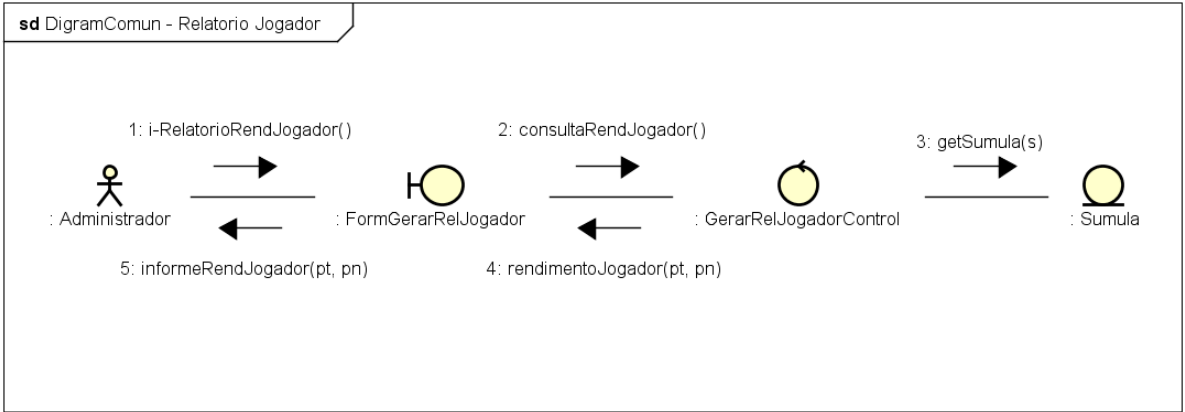 sd DigramComun - Relatorio Jogador
1: i-RelatorioRendJogador()
2: consultaRendJogador()
3: getSumula(s)
: Administrador
: FormGerarRelJogador
: GerarRelJogadorControl
: Sumula
5: informeRendJogador(pt, pn)
4: rendimentoJogador(pt, pn)